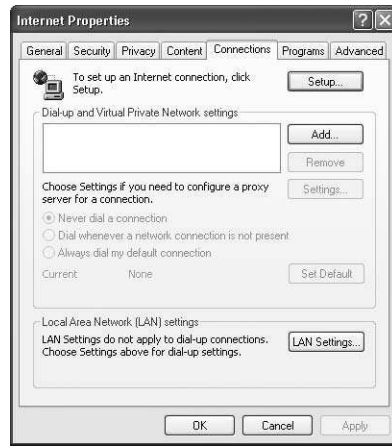 Internet Properties
General Security Privacy Content Connections Programs Advanced
To set up an Internet connection, click
Setup.
Setup...
Dial-up and Virtual Private Network settings
Add...
Remove
Choose Settings if you need to configure a proxy
server for a connection.
Settings...
Never dial a connection
Dial whenever a network connection is not present
Always dial my default connection
Current None Set Default
Local Area Network (LAN) settings
LAN Settings do not apply to dial-up connections.
Choose Settings above for dial-up settings.
LAN Settings...
OK Cancel Apply